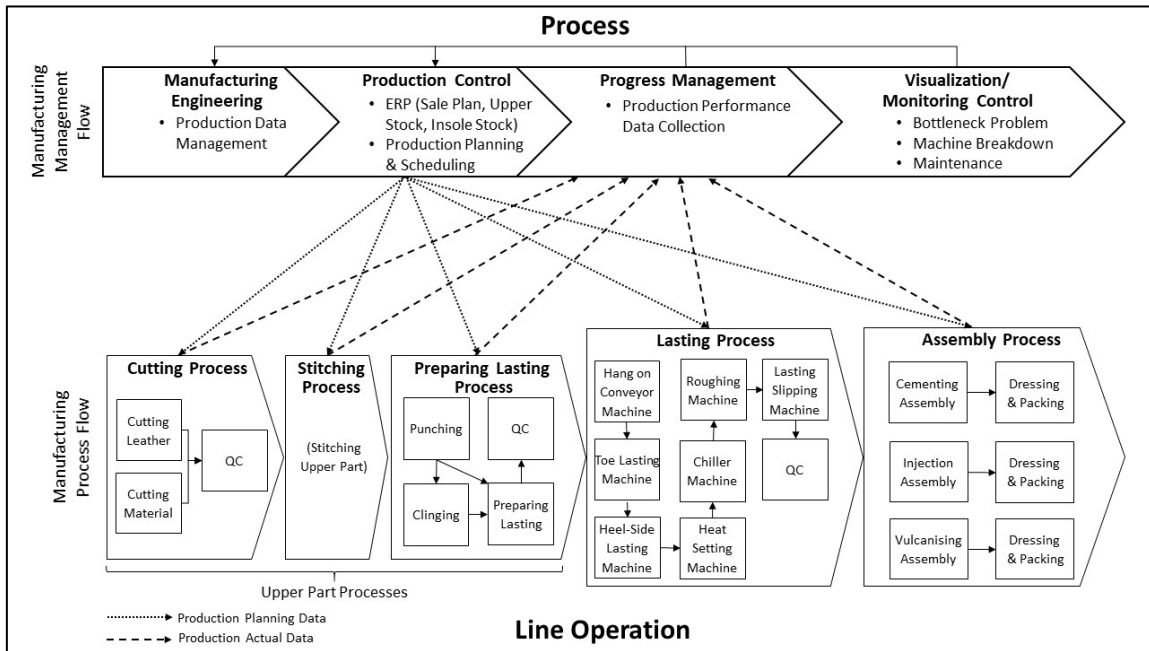 Process
Manufacturing
Management
Flow
Manufacturing
Engineering
• Production Data
Management
Production Control
• ERP (Sale Plan, Upper
Stock, Insole Stock)
• Production Planning
& Scheduling
Progress Management
• Production Performance
Data Collection
Visualization/
Monitoring Control
• Bottleneck Problem
• Machine Breakdown
• Maintenance
Manufacturing
Process Flow
Cutting Process
Cutting
Leather
Cutting
Material
QC
Stitching
Process
(Stitching
Upper Part)
Preparing Lasting
Process
Punching
QC
Clinging
Preparing
Lasting
Lasting Process
Hang on
Conveyor
Machine
Toe Lasting
Machine
Heel-Side
Lasting
Machine
Heat
Setting
Machine
Chiller
Machine
Roughing
Machine
Lasting
Slipping
Machine
QC
Assembly Process
Cementing
Assembly
Dressing
& Packing
Injection
Assembly
Dressing
& Packing
Vulcanising
Assembly
Dressing
& Packing
Upper Part Processes
Production Planning Data
Production Actual Data
Line Operation